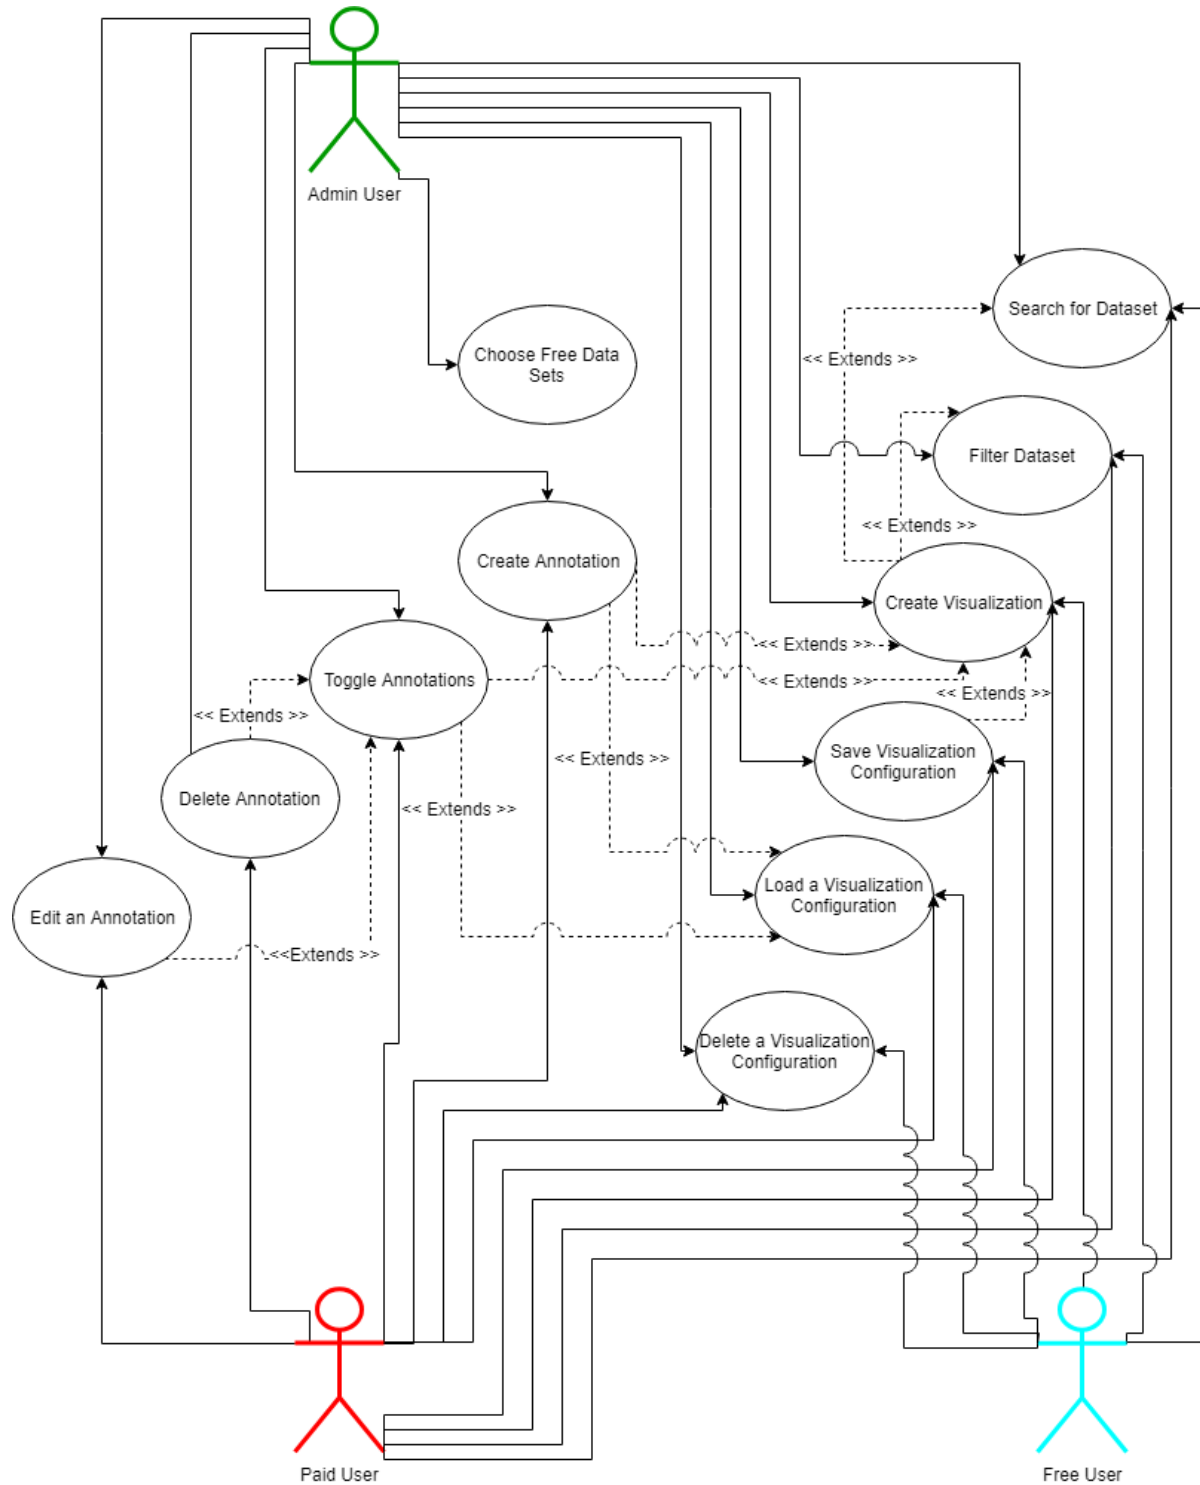 Admin User
Search for Dataset
Choose Free Data
Sets
<< Extends >>
Filter Dataset
<< Extends >>
Create Annotation
Create Visualization
<< Extends >>
Toggle Annotations
<< Extends >>
<< Extends >>
<< Extends >>
Save Visualization
Configuration
<< Extends >>
Delete Annotation
<< Extends >>
Load a Visualization
Configuration
Edit an Annotation
<<Extends >>
Delete a Visualization
Configuration
Paid User
Free User